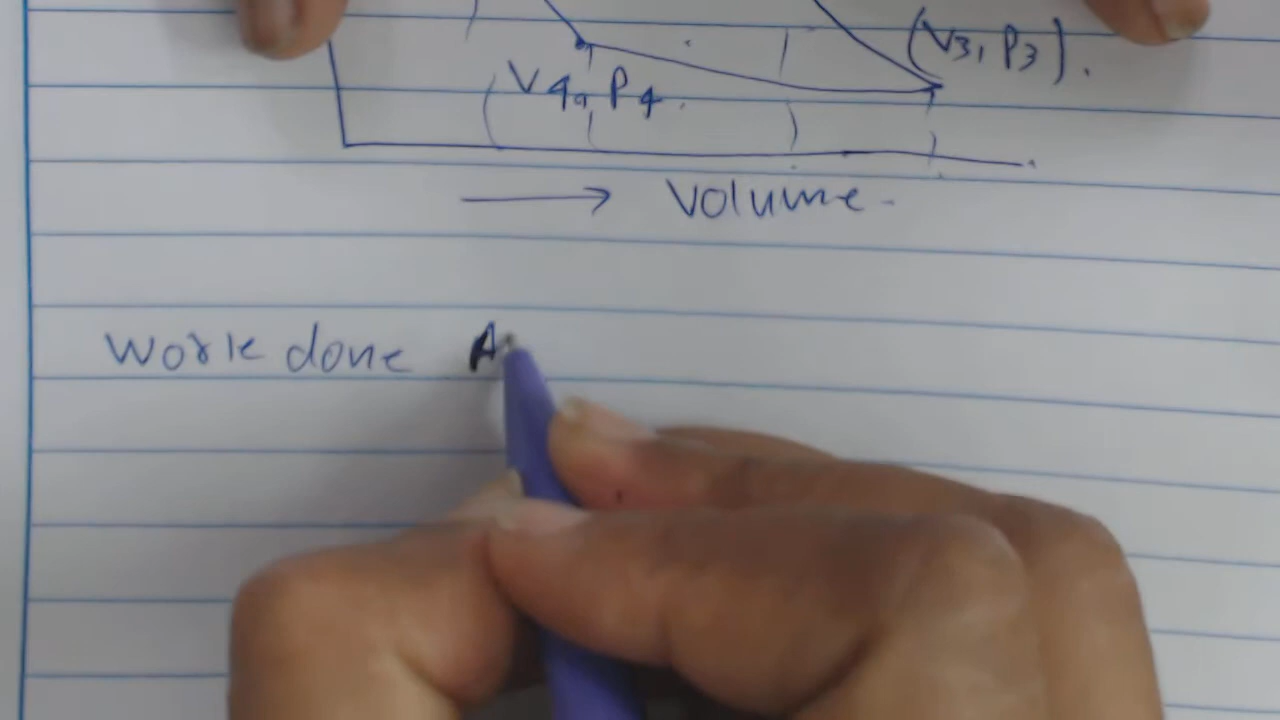 (V3, P3).
V4, P4.
Volume.
Work done A